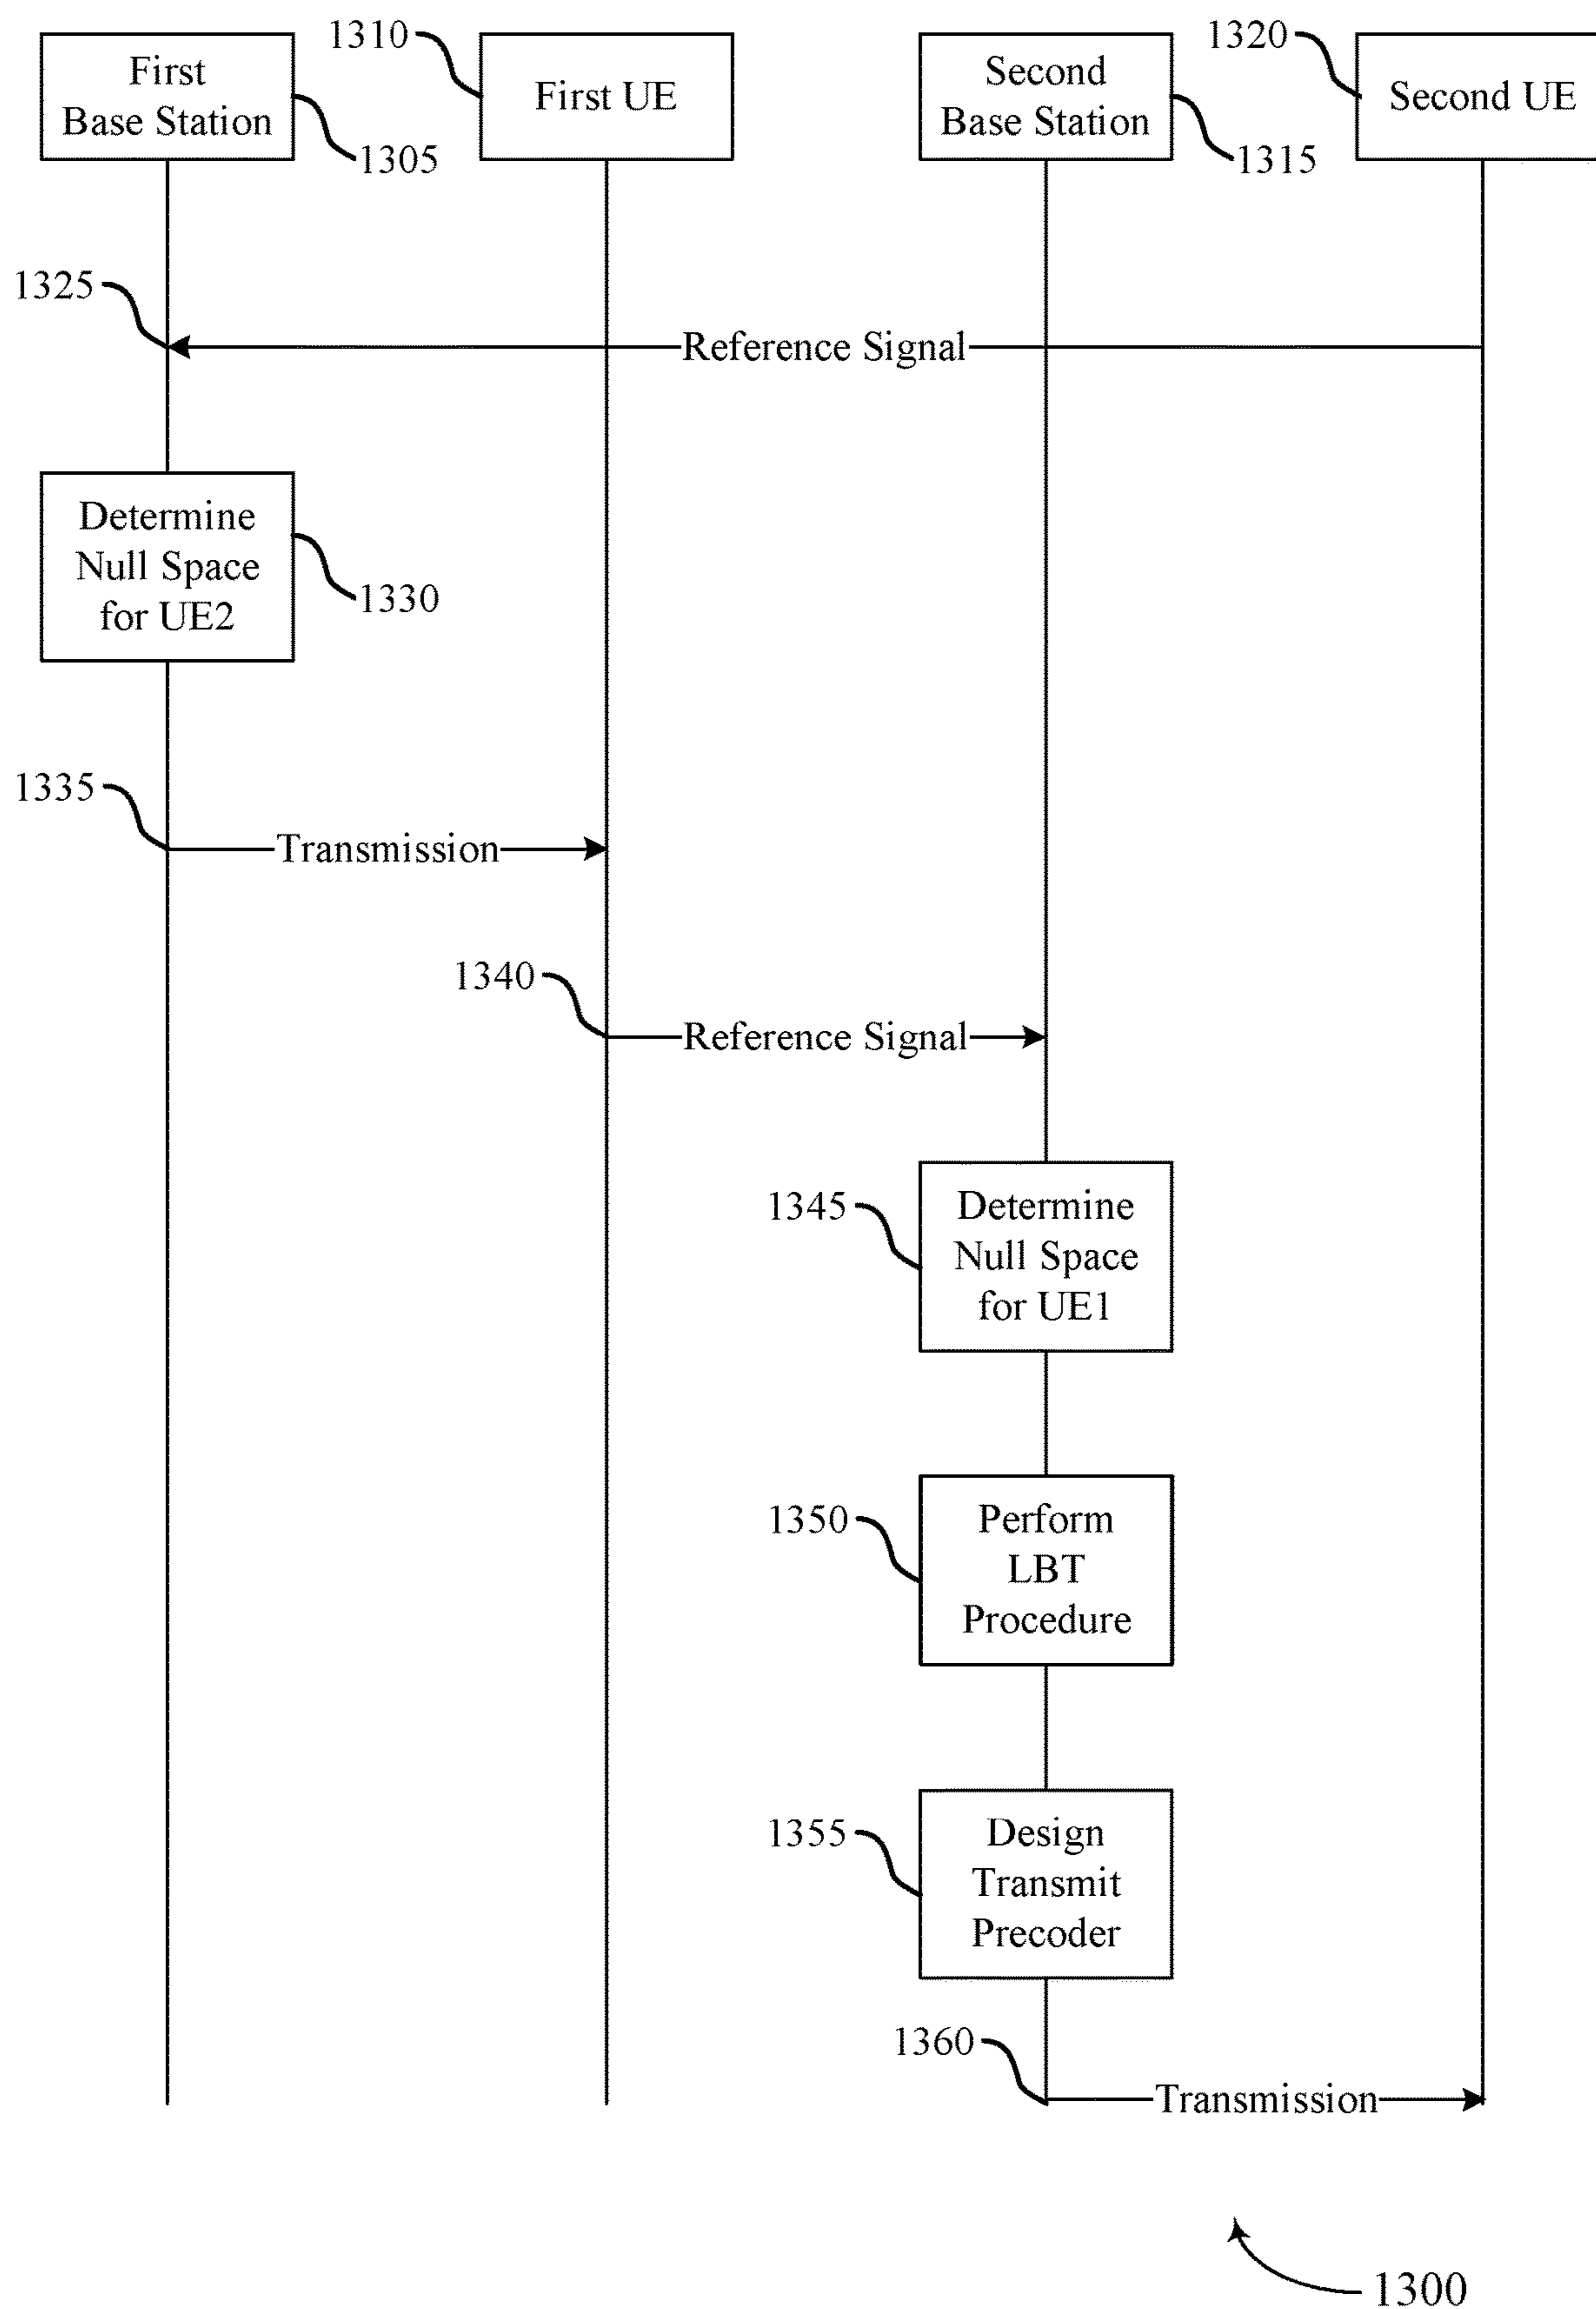 1310
1320
First
Base Station
First UE
Second
Base Station
Second UE
1305
1315
1325
Reference Signal
Determine
Null Space
for UE2
1330
1335
Transmission
1340
Reference Signal
1345
Determine
Null Space
for UE1
1350
Perform
LBT
Procedure
1355
Design
Transmit
Precoder
1360
Transmission
1300